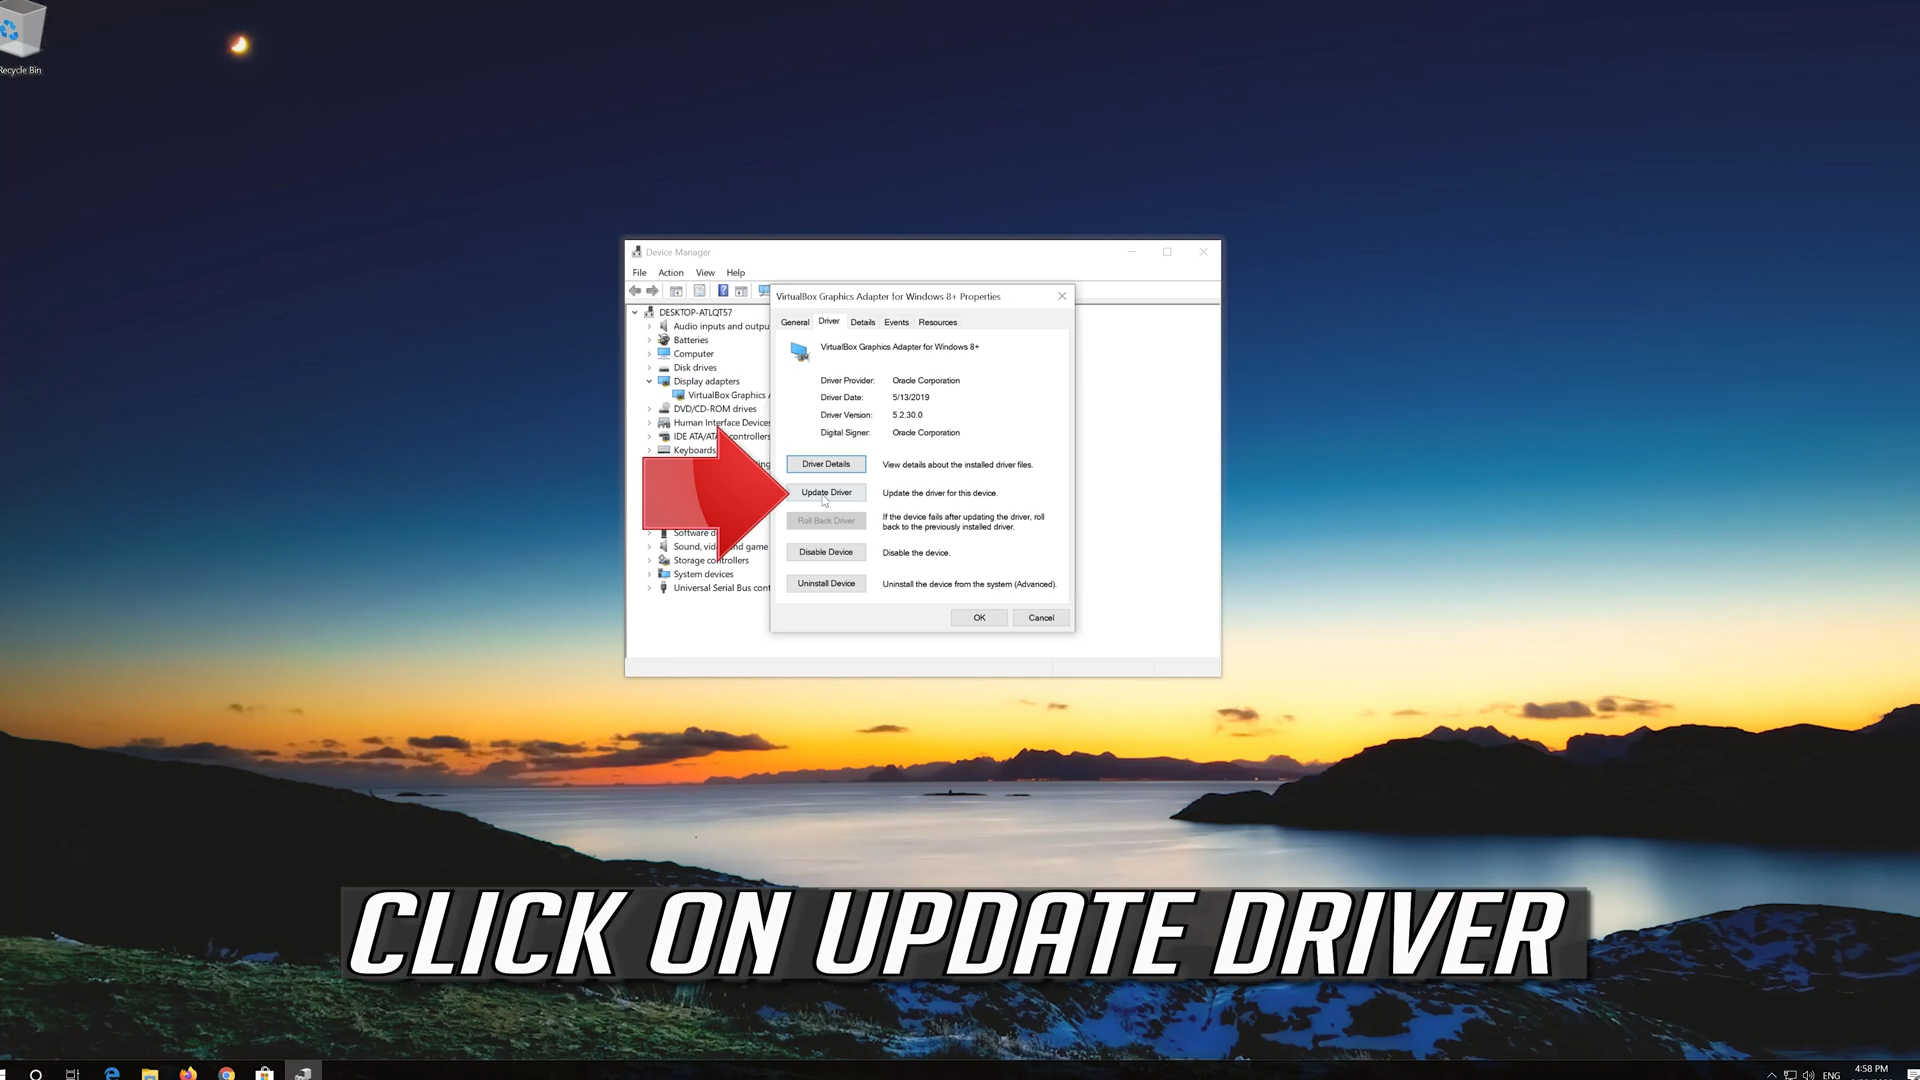 Recycle Bin
Device Manager
File Action View Help
VirtualBox Graphics Adapter for Windows 8+ Properties
General Driver Details Events Resources
DESKTOP-ATLQT57
Audio inputs and outpu
Batteries
Computer
Disk drives
Display adapters
VirtualBox Graphics A
DVD/CD-ROM drives
Human Interface Devices
IDE ATA/ATA controllers
Keyboards
Sound, vid and game
Storage controllers
System devices
Universal Serial Bus cont
VirtualBox Graphics Adapter for Windows 8+
Driver Provider: Oracle Corporation
Driver Date: 5/13/2019
Driver Version: 5.2.30.0
Digital Signer: Oracle Corporation
Driver Details View details about the installed driver files.
Update Driver Update the driver for this device.
Roll Back Driver If the device fails after updating the driver, roll
back to the previously installed driver.
Disable Device Disable the device.
Uninstall Device Uninstall the device from the system (Advanced).
OK Cancel
CLICK ON UPDATE DRIVER
ENG 4:58 PM